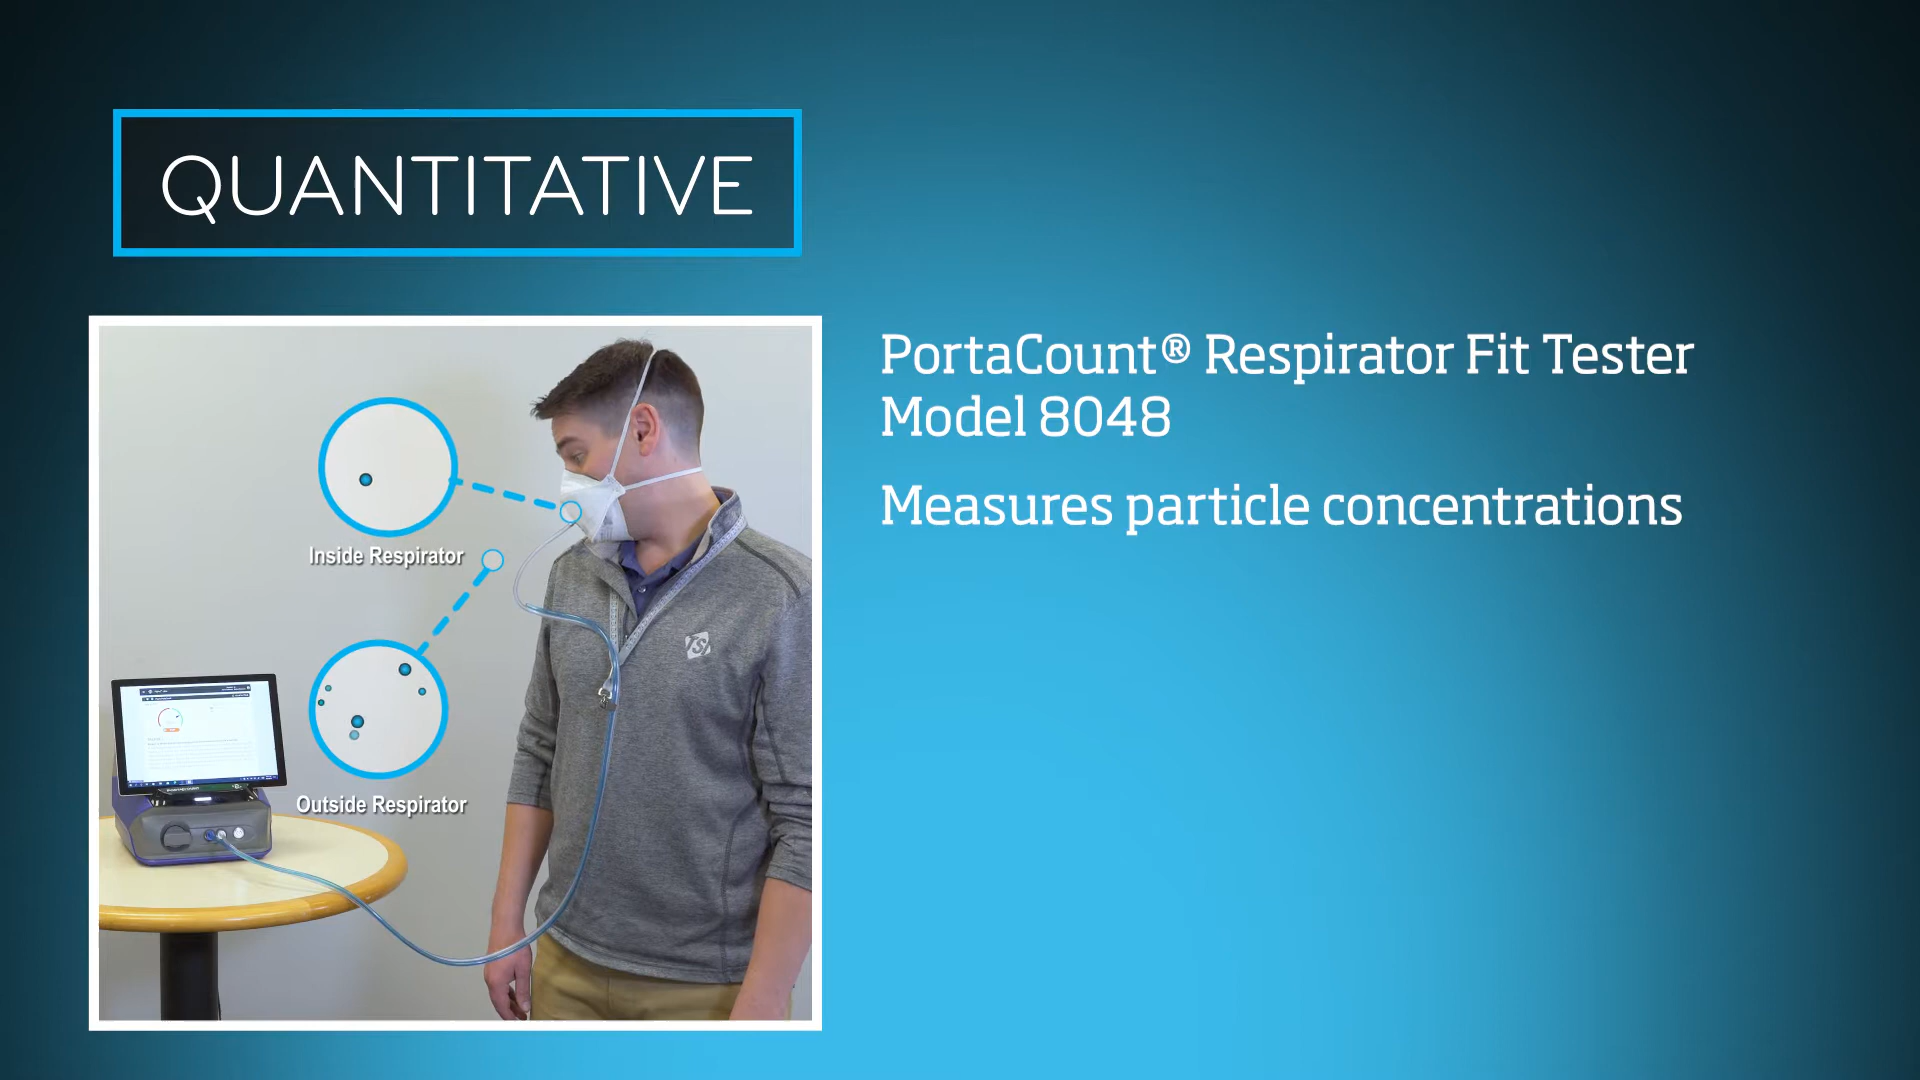 QUANTITATIVE
PortaCount® Respirator Fit Tester
Model 8048
Measures particle concentrations
Inside Respirator
Outside Respirator